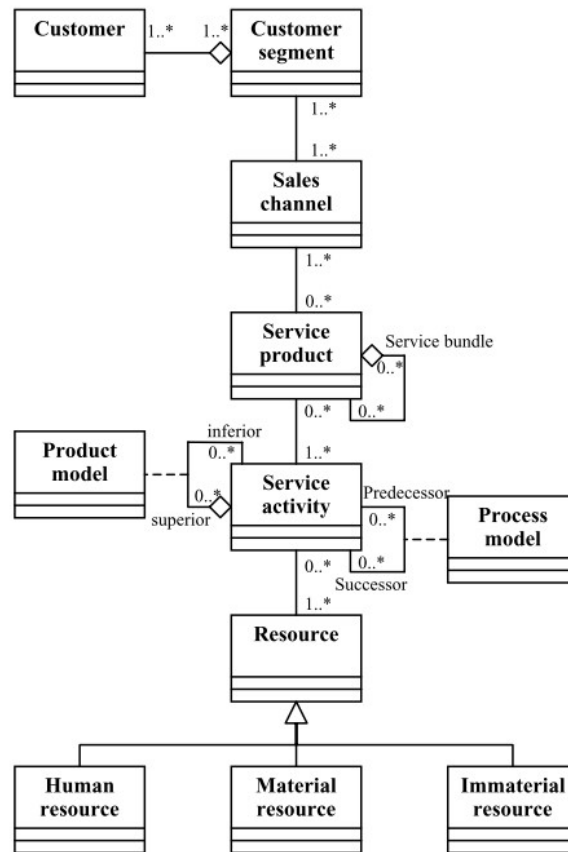 Customer
1..*
1..*
Customer
segment
1..*
1..*
Sales
channel
1..*
0..*
Service
product
Service bundle
0..*
0..*
0..*
1..*
Product
model
inferior
0..*
0..*
superior
Service
activity
Predecessor
0..*
0..*
Successor
Process
model
0..*
1..*
Resource
Human
resource
Material
resource
Immaterial
resource